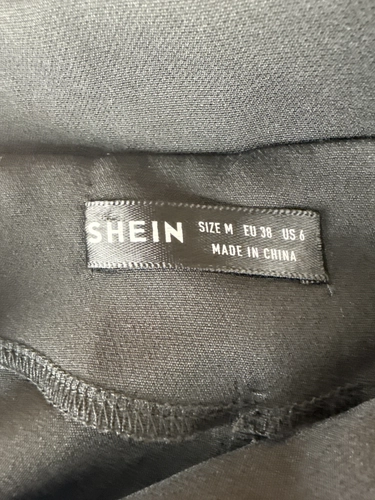 SHEIN SIZE M EU 38 US 6
MADE IN CHINA